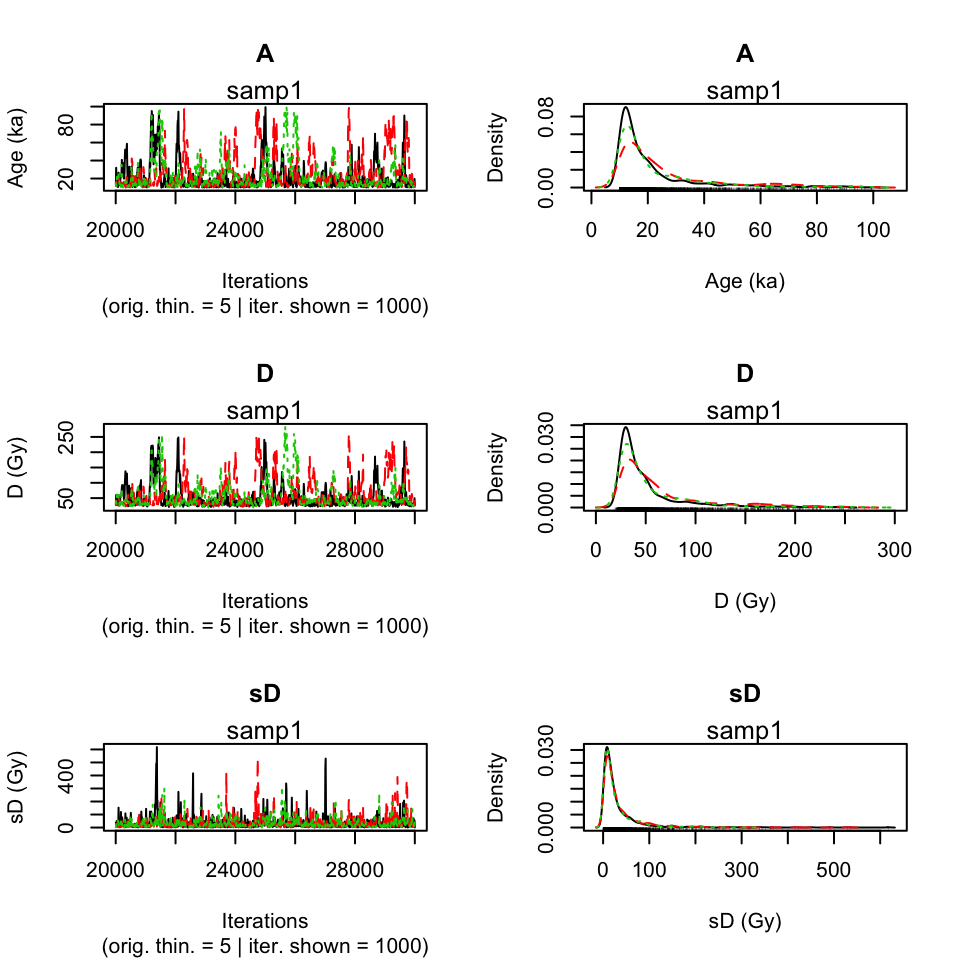 A
samp1
Age (ka)
80
20
20000 24000 28000
Iterations
(orig. thin. = 5 | iter. shown = 1000)
A
samp1
Density
0.08
0.00
0 20 40 60 80 100
Age (ka)
D
samp1
D (Gy)
250
50
20000 24000 28000
Iterations
(orig. thin. = 5 | iter. shown = 1000)
D
samp1
Density
0.030
0.000
0 50 100 200 300
D (Gy)
sD
samp1
sD (Gy)
400
0
20000 24000 28000
Iterations
(orig. thin. = 5 | iter. shown = 1000)
sD
samp1
Density
0.030
0.000
0 100 300 500
sD (Gy)